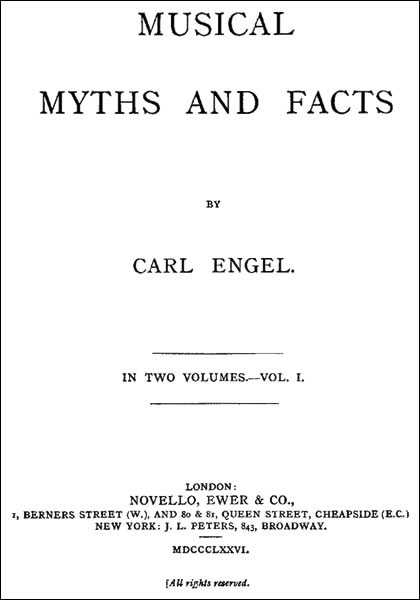 MUSICAL
MYTHS AND FACTS
BY
CARL ENGEL.
IN TWO VOLUMES.—VOL. I.
LONDON:
NOVELLO, EWER & CO.,
1, BERNERS STREET (W.), AND 80 & 81, QUEEN STREET, CHEAPSIDE (E.C.)
NEW YORK: J. L. PETERS, 843, BROADWAY.
MDCCCLXXVI.
[All rights reserved.